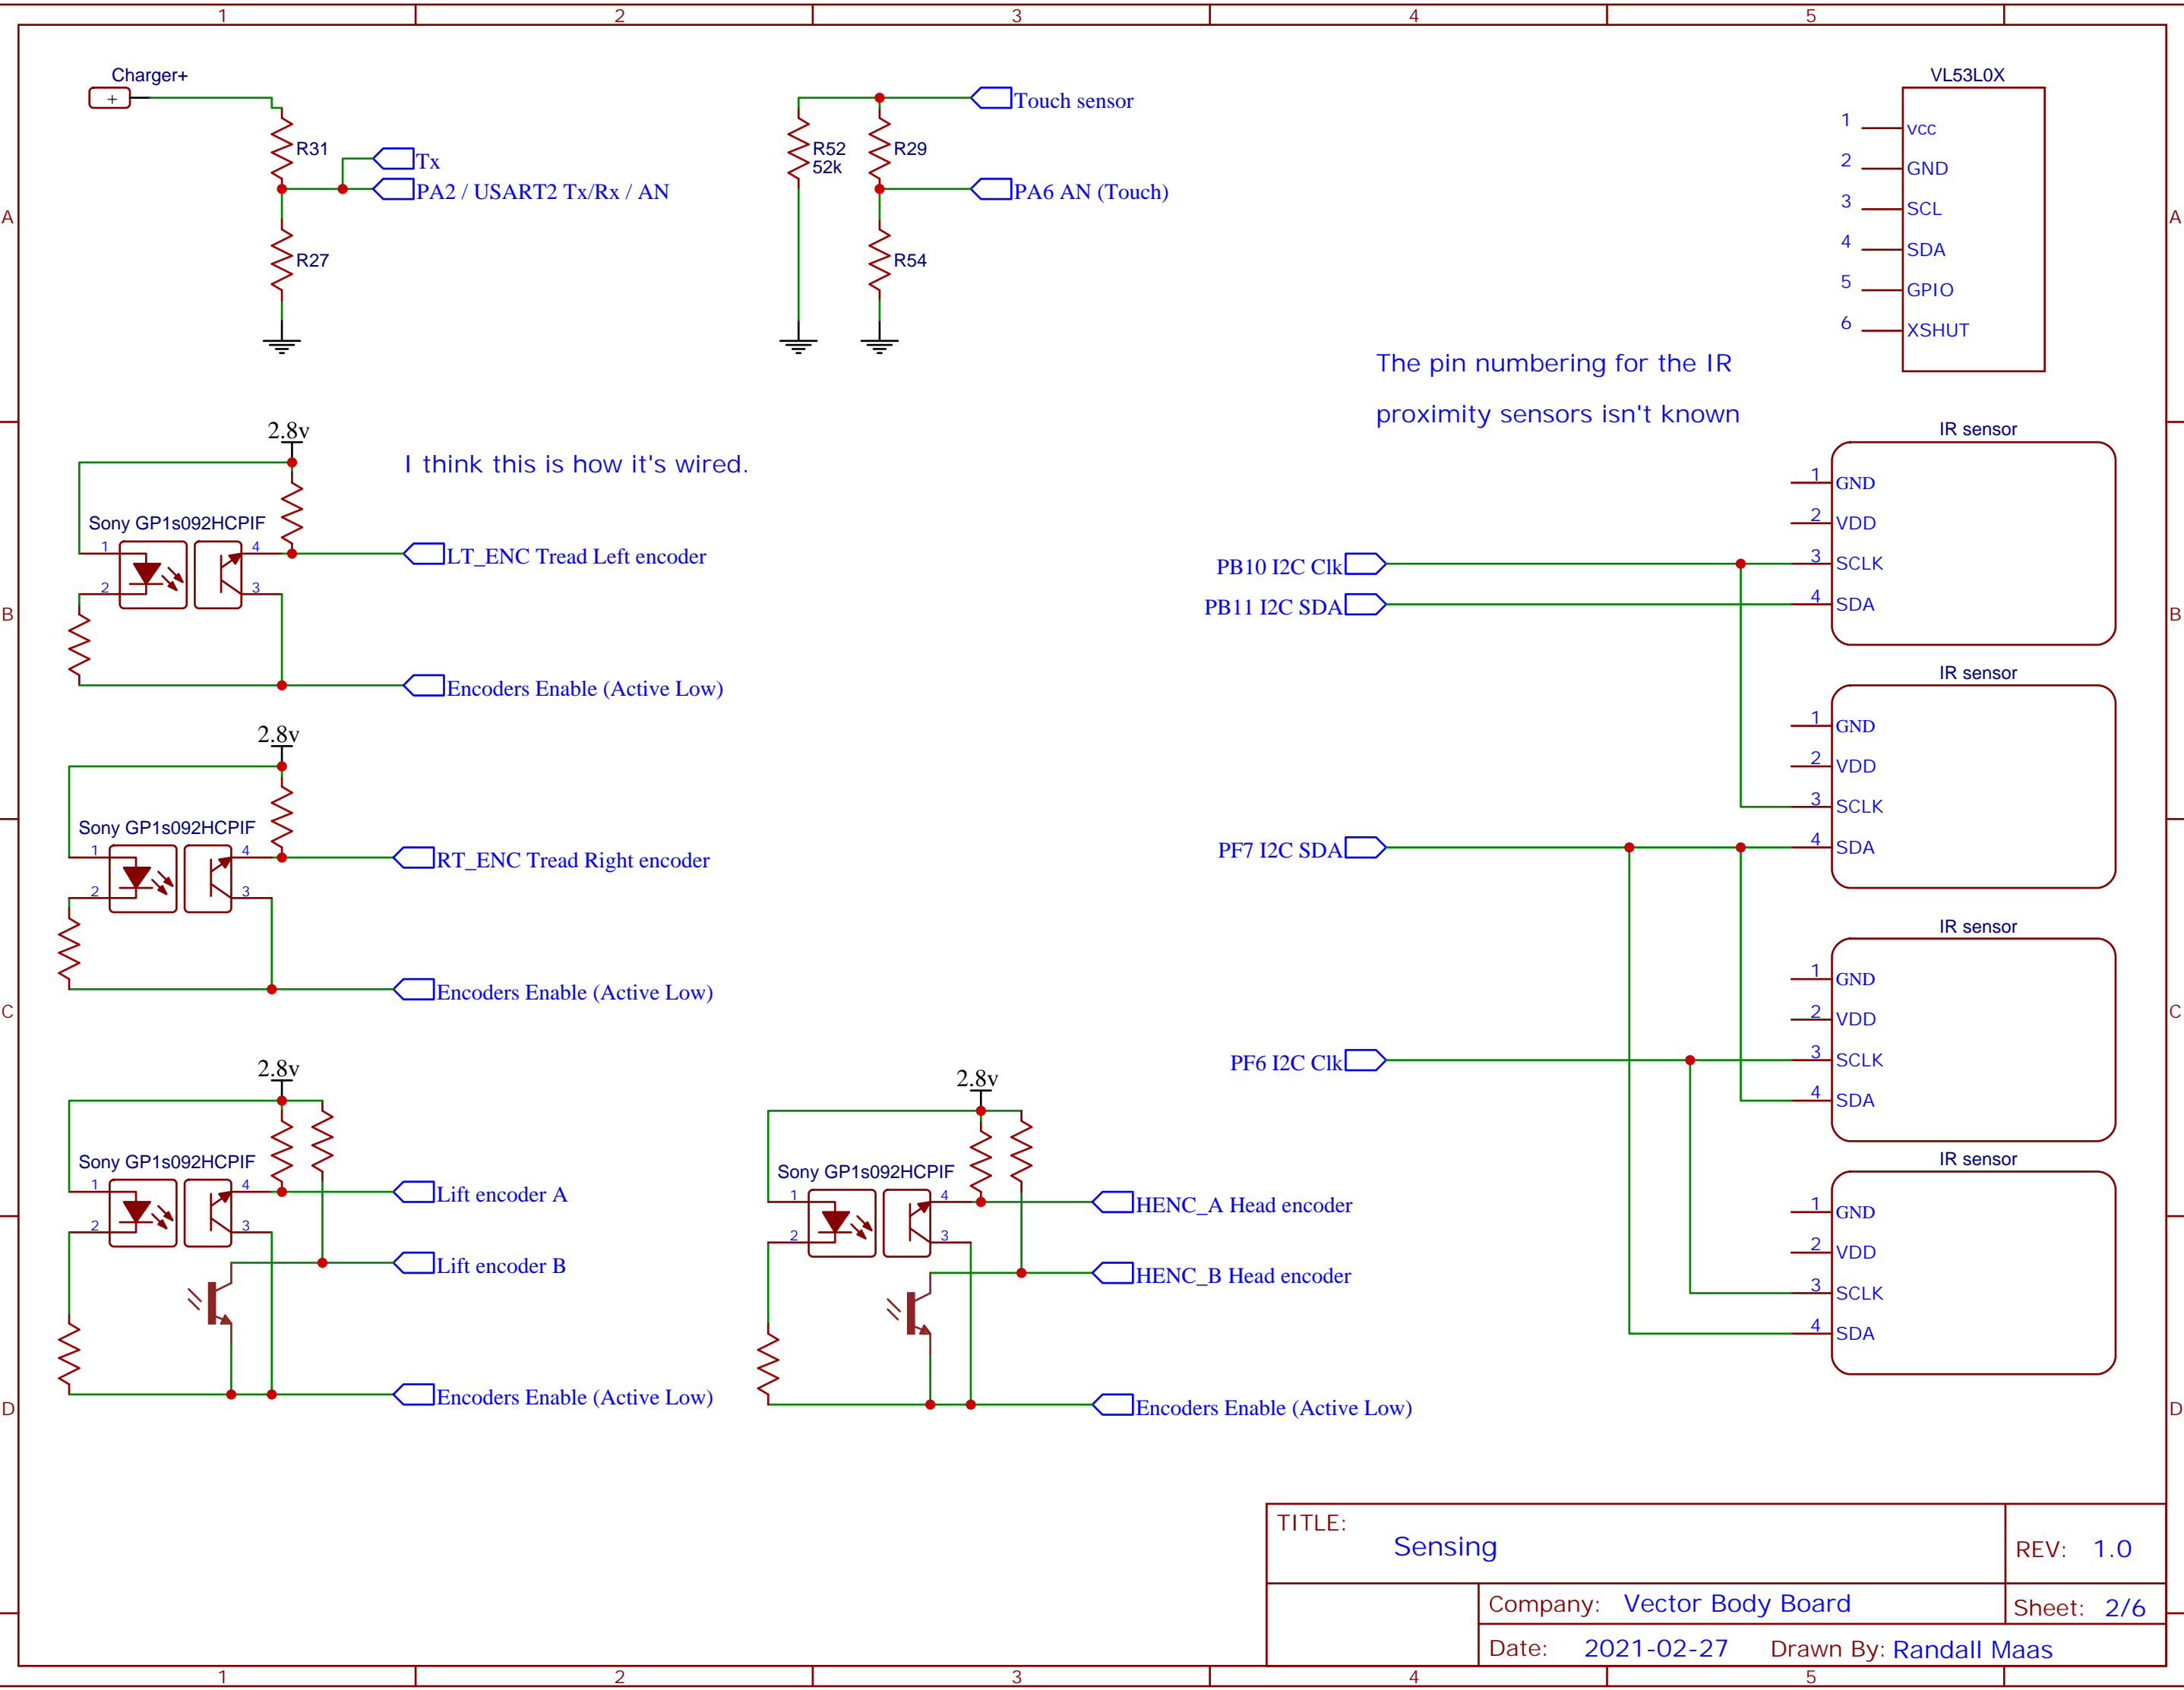 1 2 3 4 5
A
B
C
D
A
B
C
D
Charger+
+
R31
Tx
PA2 / USART2 Tx/Rx / AN
R27
Touch sensor
R52
52k
R29
PA6 AN (Touch)
R54
VL53L0X
1 vcc
2 GND
3 SCL
4 SDA
5 GPIO
6 XSHUT
The pin numbering for the IR
proximity sensors isn't known
2.8v
I think this is how it's wired.
Sony GP1s092HCPIF
1 4
LT_ENC Tread Left encoder
2 3
Encoders Enable (Active Low)
2.8v
Sony GP1s092HCPIF
1 4
RT_ENC Tread Right encoder
2 3
Encoders Enable (Active Low)
2.8v
Sony GP1s092HCPIF
1 4
Lift encoder A
2 3
Lift encoder B
Encoders Enable (Active Low)
2.8v
Sony GP1s092HCPIF
1 4
HENC_A Head encoder
2 3
HENC_B Head encoder
Encoders Enable (Active Low)
PB10 I2C Clk
PB11 I2C SDA
PF7 I2C SDA
PF6 I2C Clk
IR sensor
1 GND
2 VDD
3 SCLK
4 SDA
IR sensor
1 GND
2 VDD
3 SCLK
4 SDA
IR sensor
1 GND
2 VDD
3 SCLK
4 SDA
IR sensor
1 GND
2 VDD
3 SCLK
4 SDA
TITLE:
Sensing
REV: 1.0
Company: Vector Body Board
Sheet: 2/6
Date: 2021-02-27 Drawn By: Randall Maas
1 2 3 4 5